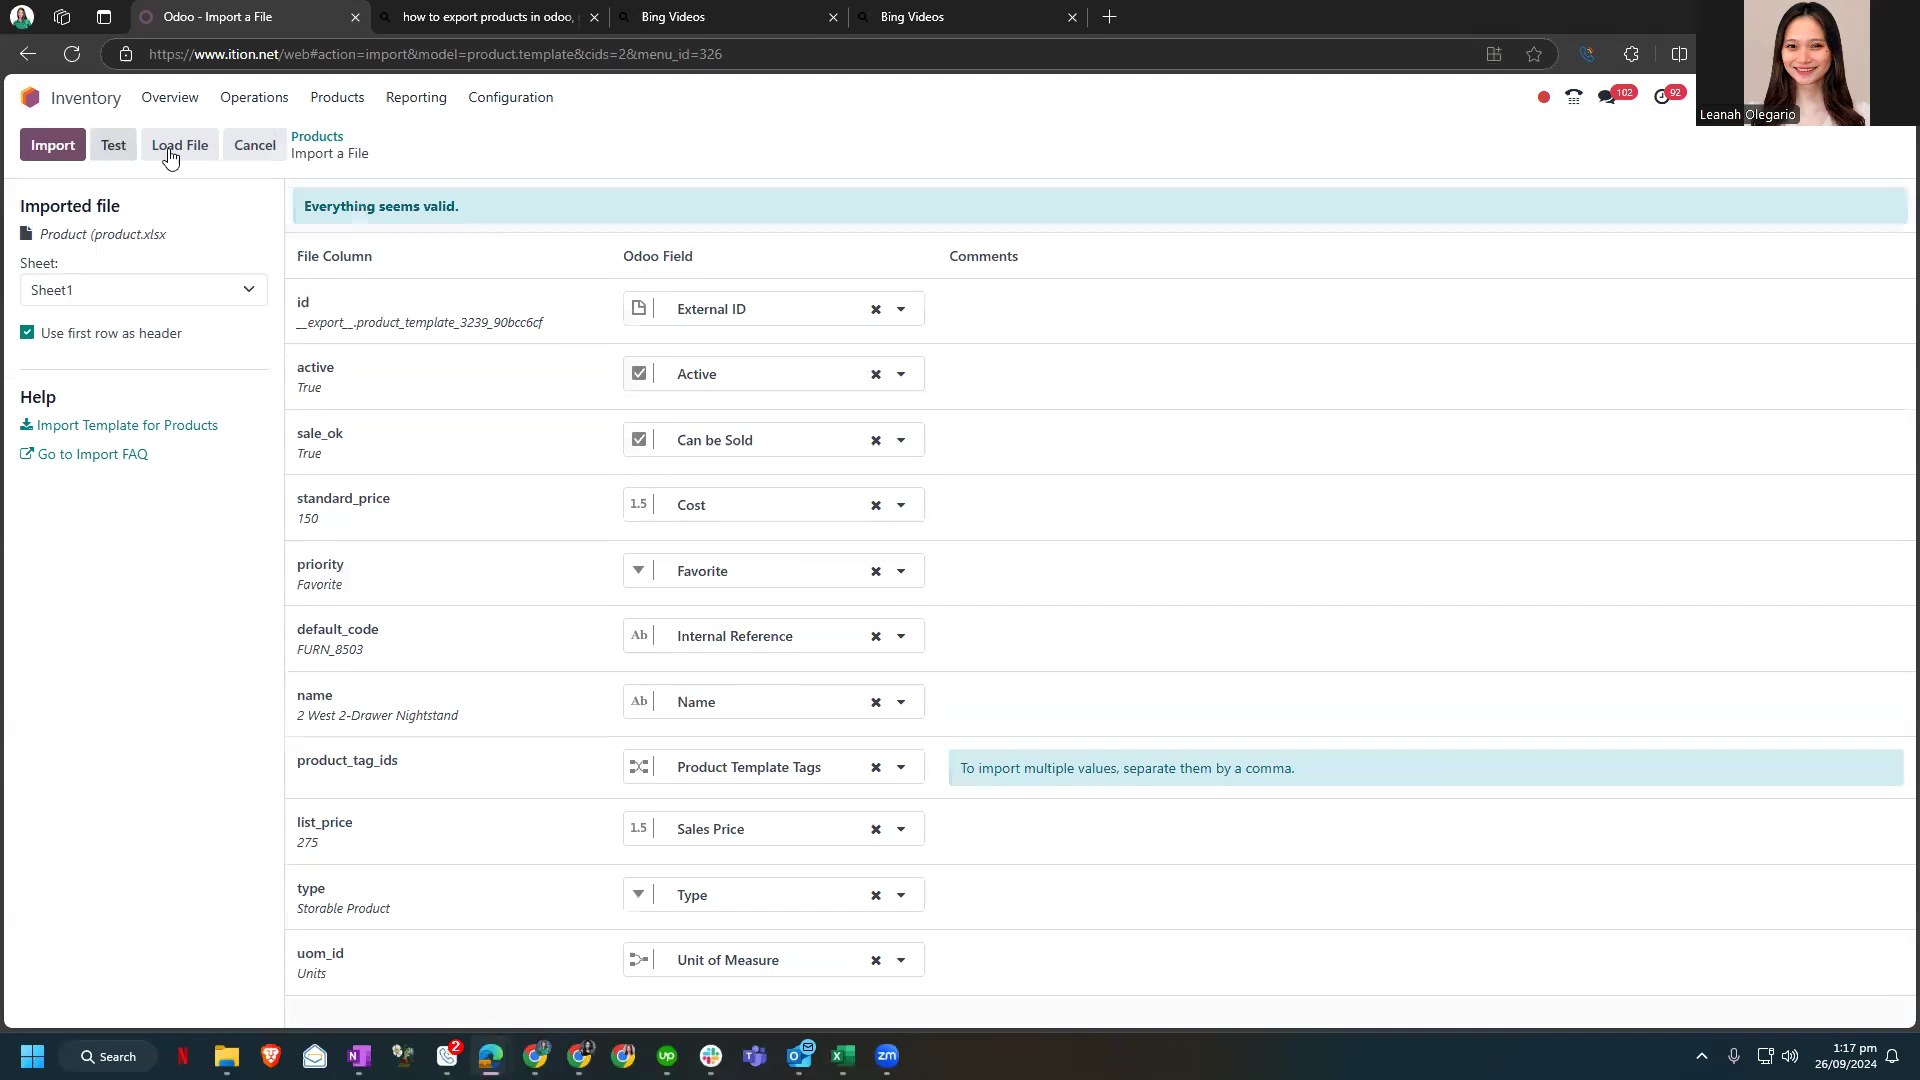 Odoo - Import a File
how to export products in odoo,
Bing Videos
Bing Videos
https://www.ition.net/web#action=import&model=product.template&cids=2&menu_id=326
Inventory
Overview
Operations
Products
Reporting
Configuration
102
92
Leanah Olegario
Import
Test
Load File
Cancel
Products
Import a File
Imported file
Product (product.xlsx
Sheet:
Sheet1
Use first row as header
Help
Import Template for Products
Go to Import FAQ
Everything seems valid.
File Column
Odoo Field
Comments
id
__export__.product_template_3239_90bcc6cf
External ID
active
True
Active
sale_ok
True
Can be Sold
standard_price
150
1.5
Cost
priority
Favorite
Favorite
default_code
FURN_8503
Ab
Internal Reference
name
2 West 2-Drawer Nightstand
Ab
Name
product_tag_ids
Product Template Tags
To import multiple values, separate them by a comma.
list_price
275
1.5
Sales Price
type
Storable Product
Type
uom_id
Units
Unit of Measure
Search
2
up
zm
1:17 pm
26/09/2024